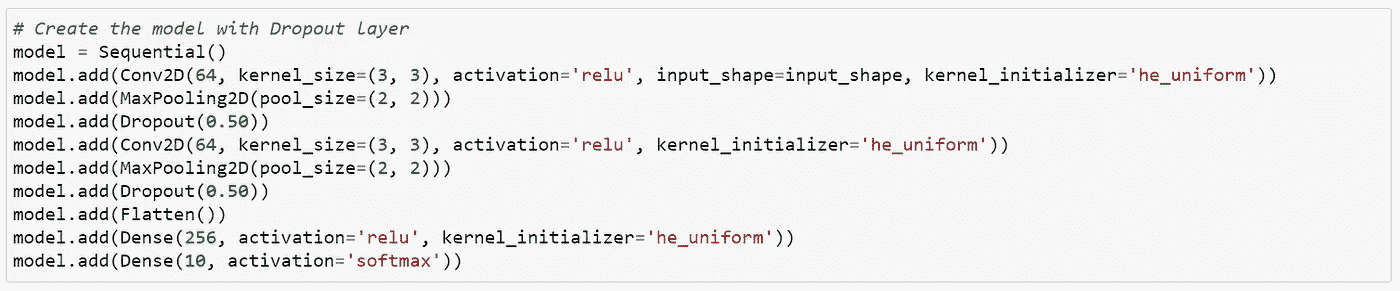 # Create the model with Dropout layer
model = Sequential()
model.add(Conv2D(64, kernel_size=(3, 3), activation='relu', input_shape=input_shape, kernel_initializer='he_uniform'))
model.add(MaxPooling2D(pool_size=(2, 2)))
model.add(Dropout(0.50))
model.add(Conv2D(64, kernel_size=(3, 3), activation='relu', kernel_initializer='he_uniform'))
model.add(MaxPooling2D(pool_size=(2, 2)))
model.add(Dropout(0.50))
model.add(Flatten())
model.add(Dense(256, activation='relu', kernel_initializer='he_uniform'))
model.add(Dense(10, activation='softmax'))